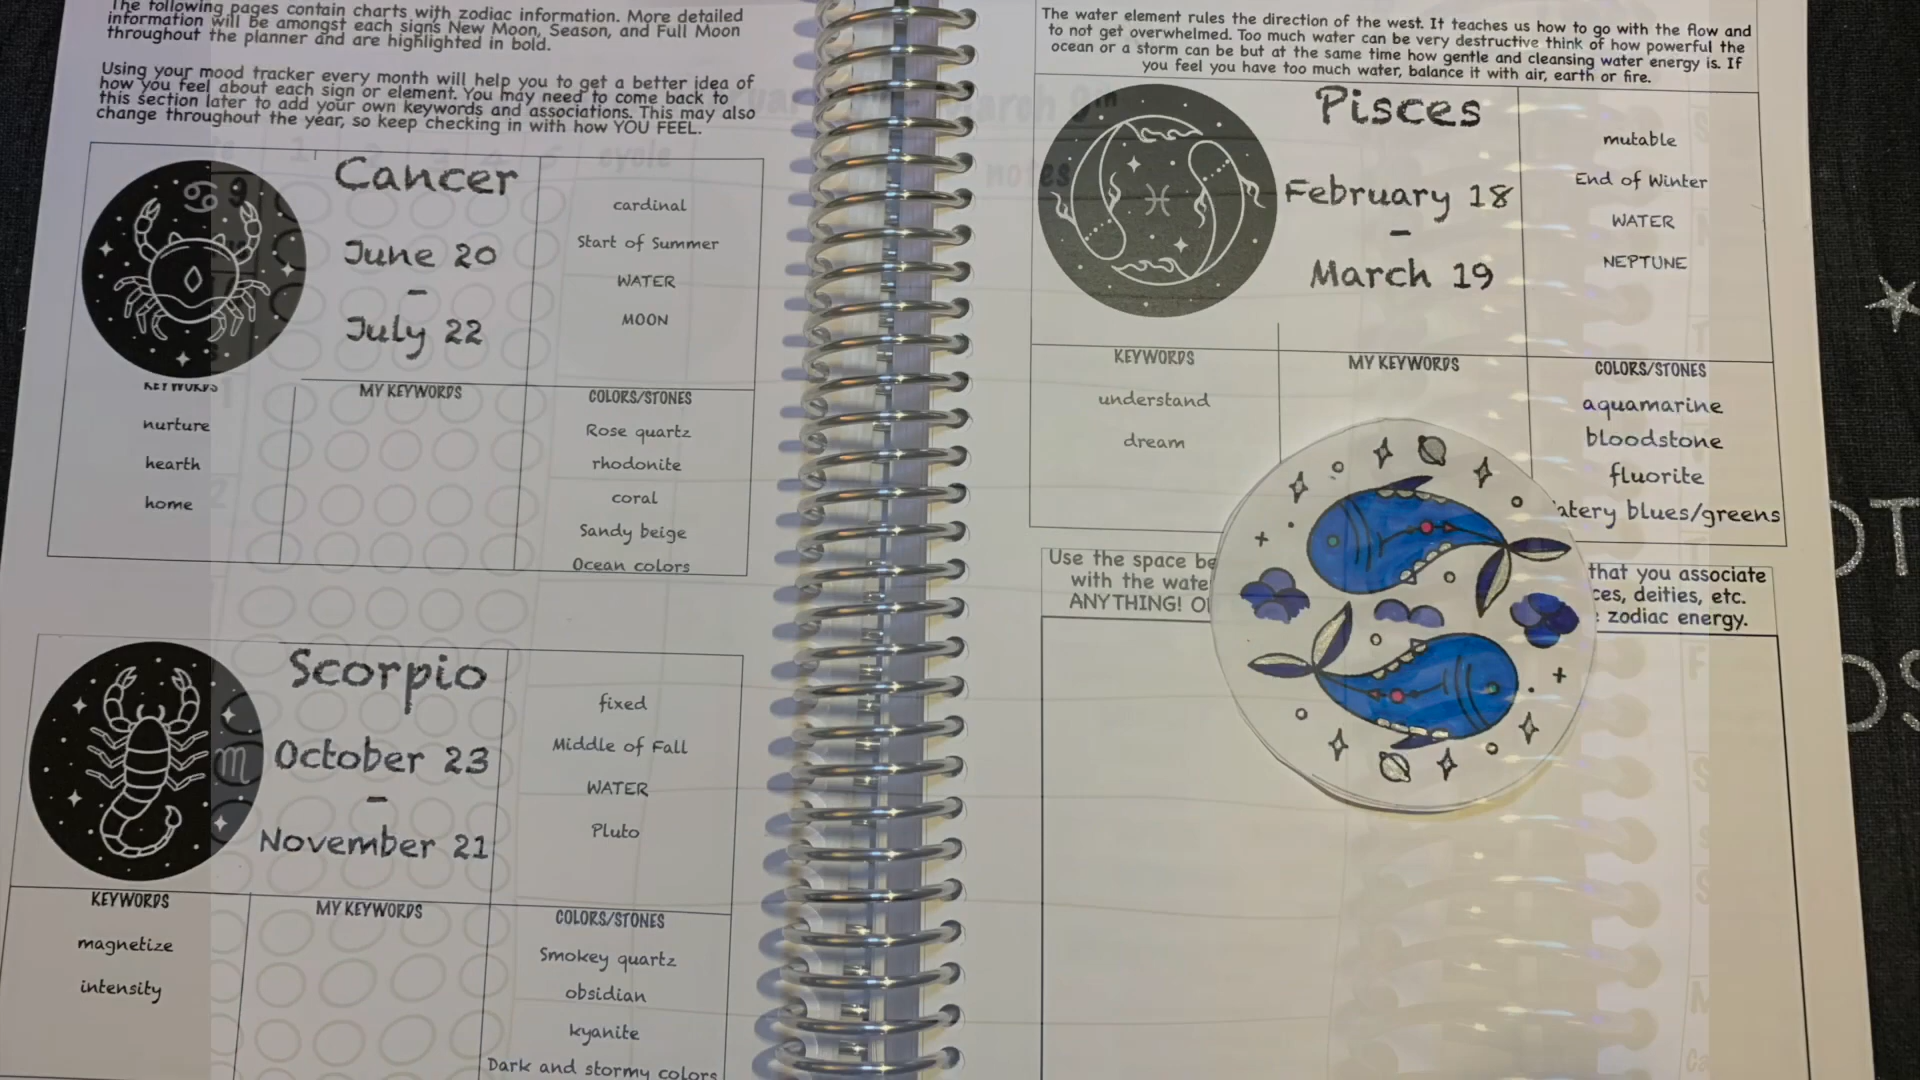 The following pages contain charts with zodiac information. More detailed
information will be amongst each signs New Moon, Season, and Full Moon
throughout the planner and are highlighted in bold.
Using your mood tracker every month will help you to get a better idea of
how you feel about each sign or element. You may need to come back to
this section later to add your own keywords and associations. This may also
change throughout the year, so keep checking in with how YOU FEEL.
Cancer
June 20
-
July 22
cardinal
Start of Summer
WATER
MOON
KEYWORDS
nurture
hearth
home
MY KEYWORDS
COLORS/STONES
Rose quartz
rhodonite
coral
Sandy beige
Ocean colors
Scorpio
October 23
-
November 21
fixed
Middle of Fall
WATER
Pluto
KEYWORDS
magnetize
intensity
MY KEYWORDS
COLORS/STONES
Smokey quartz
obsidian
kyanite
Dark and stormy colors
The water element rules the direction of the west. It teaches us how to go with the flow and
to not get overwhelmed. Too much water can be very destructive think of how powerful the
ocean or a storm can be but at the same time how gentle and cleansing water energy is. If
you feel you have too much water, balance it with air, earth or fire.
Pisces
February 18
-
March 19
mutable
End of Winter
WATER
NEPTUNE
KEYWORDS
understand
dream
MY KEYWORDS
COLORS/STONES
aquamarine
bloodstone
fluorite
atery blues/greens
Use the space be that you associate
with the wate ces, deities, etc.
ANYTHING! O zodiac energy.